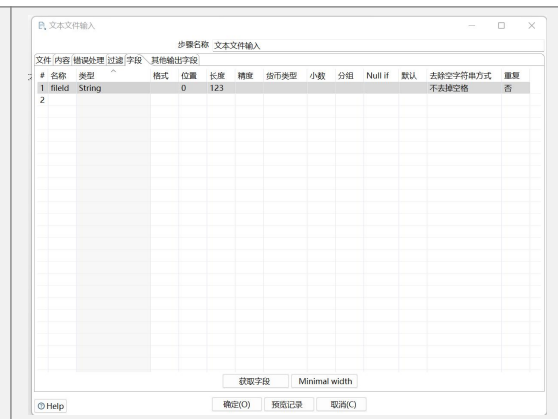 文本文件输入
步骤名称 文本文件输入
文件 内容 错误处理 过滤 字段 其他输出字段
# 名称 类型 格式 位置 长度 精度 货币类型 小数 分组 Null if 默认 去除空字符串方式 重复
1 fileId String 0 123 不去掉空格 否
2
获取字段 Minimal width
Help 确定(O) 预览记录 取消(C)